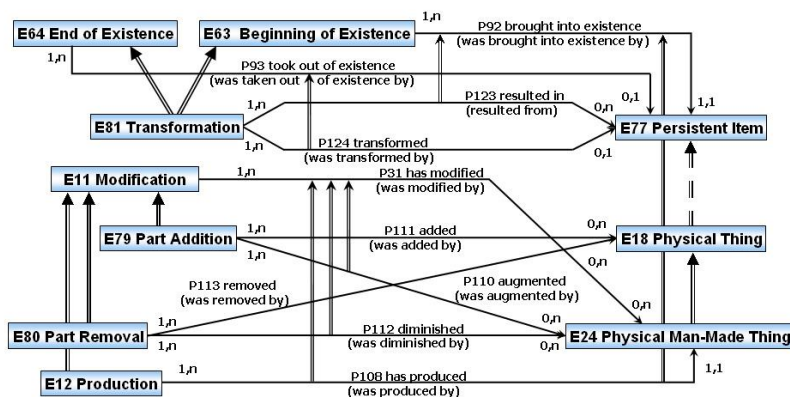 E64 End of Existence
E63 Beginning of Existence
1,n
P92 brought into existence
(was brought into existence by)
1,n
P93 took out of existence
(was taken out of existence by)
1,n
P123 resulted in
(resulted from)
0,n
0,1
1,1
E81 Transformation
E77 Persistent Item
1,n
P124 transformed
(was transformed by)
0,1
E11 Modification
1,n
P31 has modified
(was modified by)
E79 Part Addition
1,n
P111 added
(was added by)
0,n
E18 Physical Thing
1,n
0,n
P113 removed
(was removed by)
P110 augmented
(was augmented by)
0,n
0,n
1,n
E80 Part Removal
P112 diminished
(was diminished by)
E24 Physical Man-Made Thing
1,n
0,n
E12 Production
1,n
P108 has produced
(was produced by)
1,1